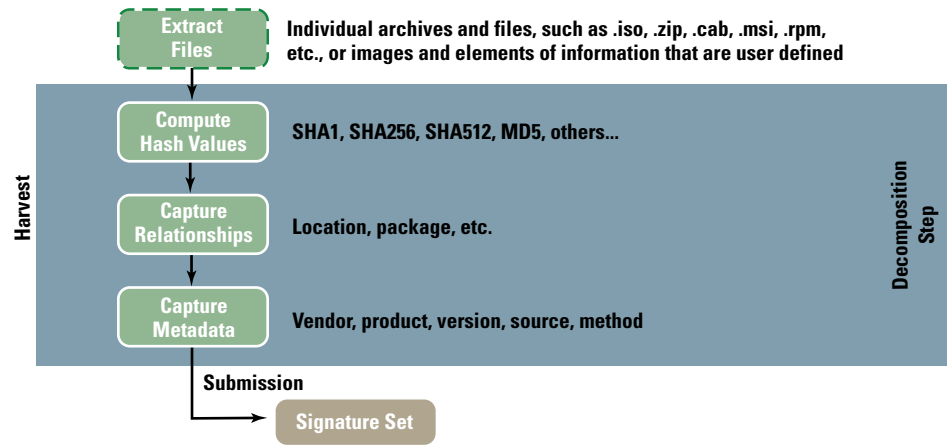 Extract
Files
Individual archives and files, such as .iso, .zip, .cab, .msi, .rpm,
etc., or images and elements of information that are user defined
Harvest
Compute
Hash Values
SHA1, SHA256, SHA512, MD5, others...
Capture
Relationships
Location, package, etc.
Capture
Metadata
Vendor, product, version, source, method
Decomposition
Step
Submission
Signature Set